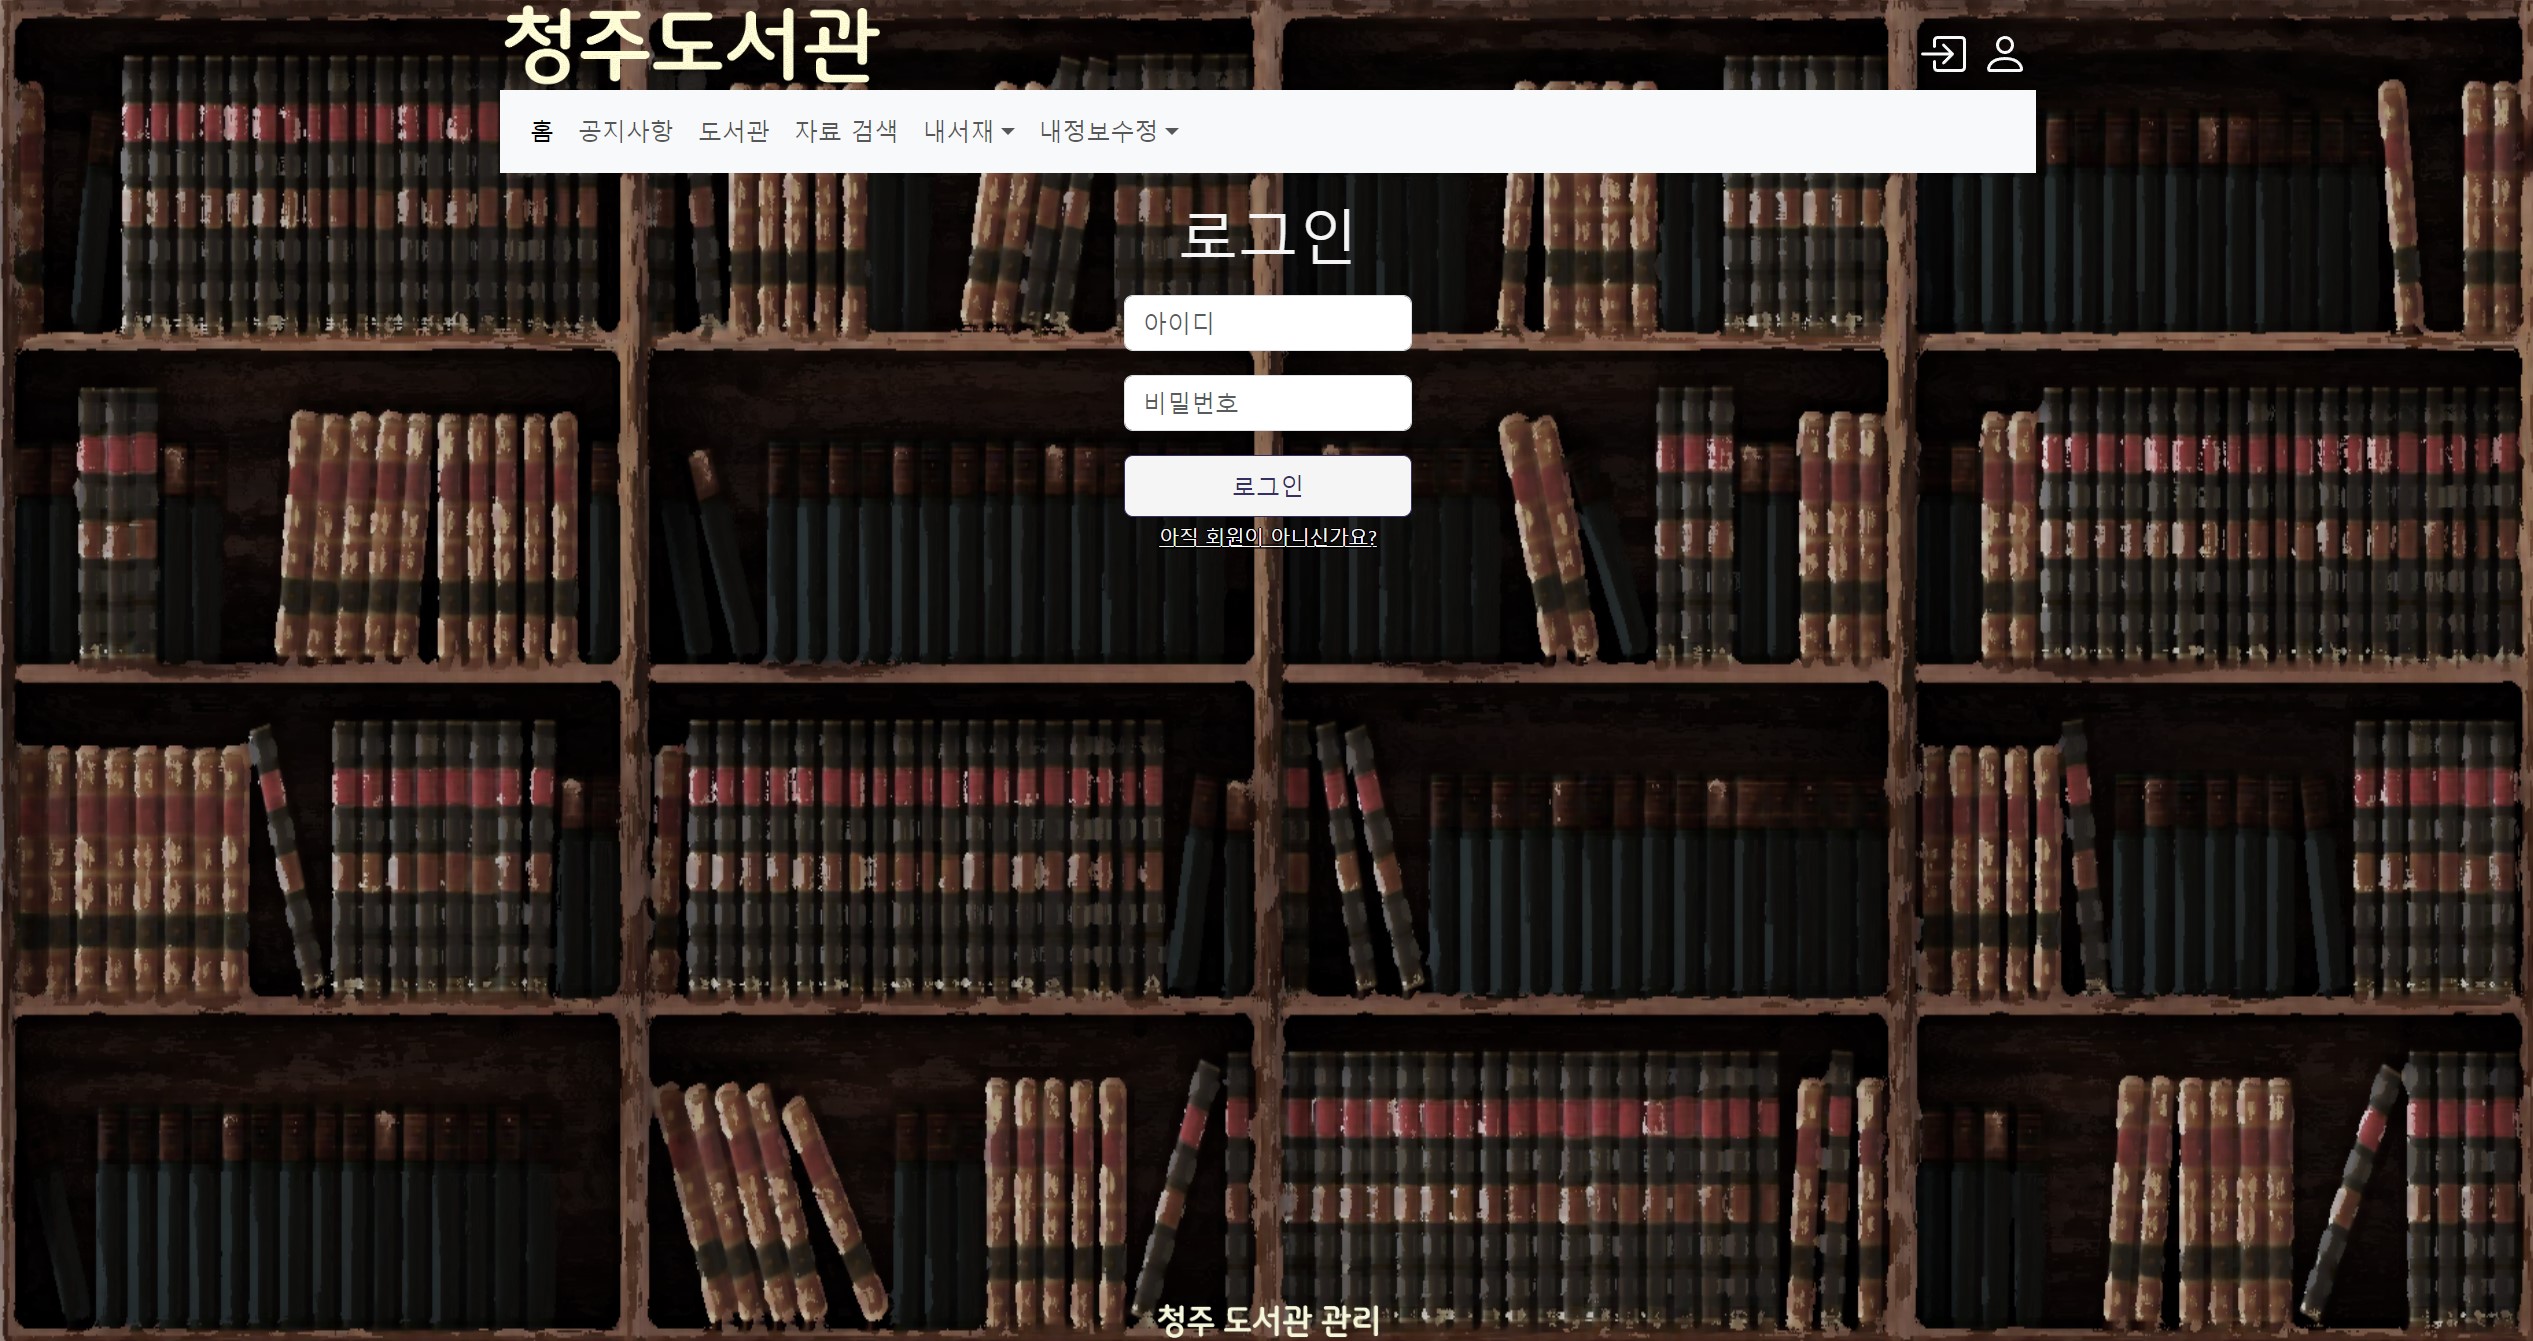 청주도서관
홈 공지사항 도서관 자료 검색 내서재 내정보수정
로그인
아이디
비밀번호
로그인
아직 회원이 아니신가요?
청주 도서관 관리